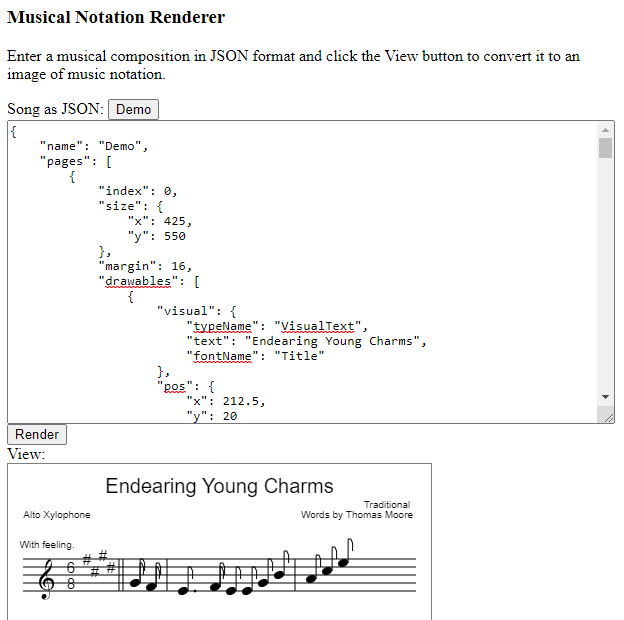 Musical Notation Renderer
Enter a musical composition in JSON format and click the View button to convert it to an
image of music notation.
Song as JSON: Demo
{
    "name": "Demo",
    "pages": [
        {
            "index": 0,
            "size": {
                "x": 425,
                "y": 550
            },
            "margin": 16,
            "drawables": [
                {
                    "visual": {
                        "typeName": "VisualText",
                        "text": "Endearing Young Charms",
                        "fontName": "Title"
                    },
                    "pos": {
                        "x": 212.5,
                        "y": 20
Render
View:
Endearing Young Charms
Traditional
Alto Xylophone Words by Thomas Moore
With feeling.
6
8